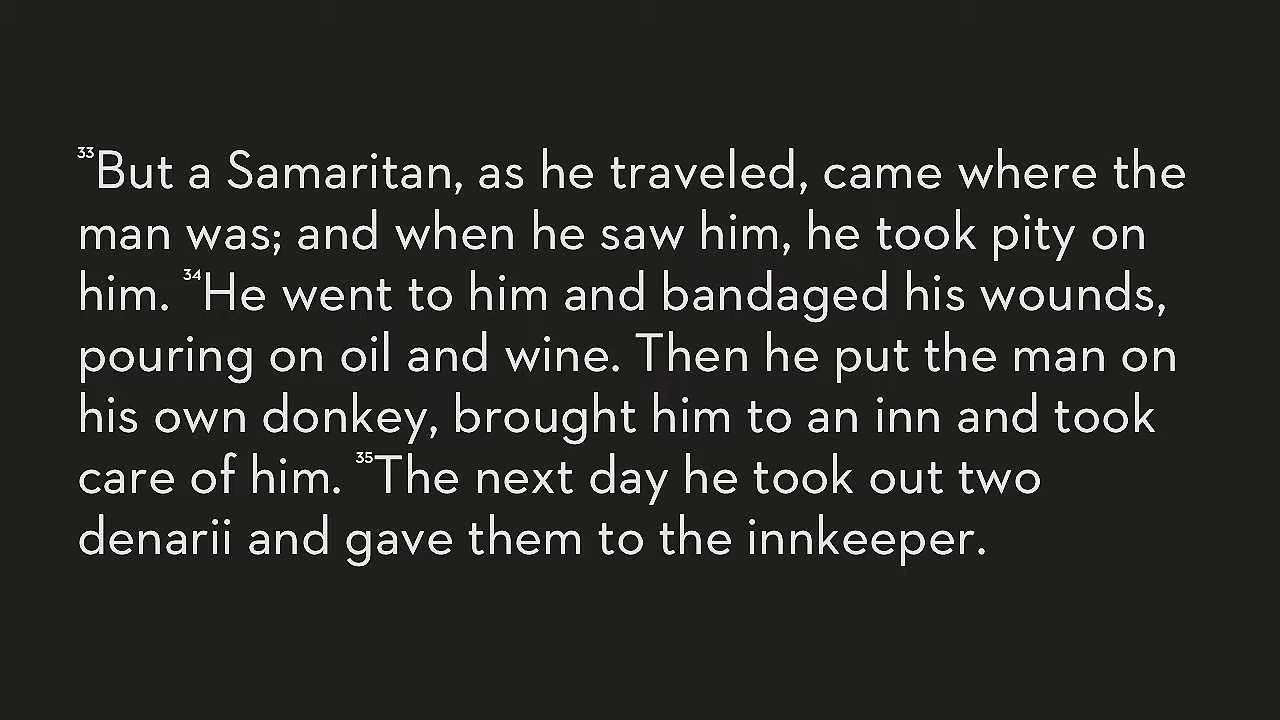 ³³But a Samaritan, as he traveled, came where the
man was; and when he saw him, he took pity on
him. ³⁴He went to him and bandaged his wounds,
pouring on oil and wine. Then he put the man on
his own donkey, brought him to an inn and took
care of him. ³⁵The next day he took out two
denarii and gave them to the innkeeper.